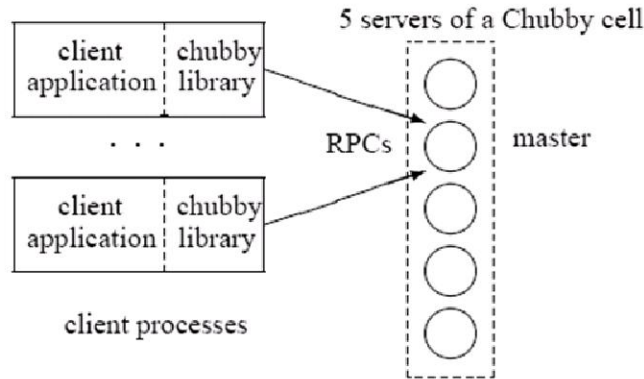 5 servers of a Chubby cell
client
application
chubby
library
RPCs
master
. . .
client
application
chubby
library
client processes